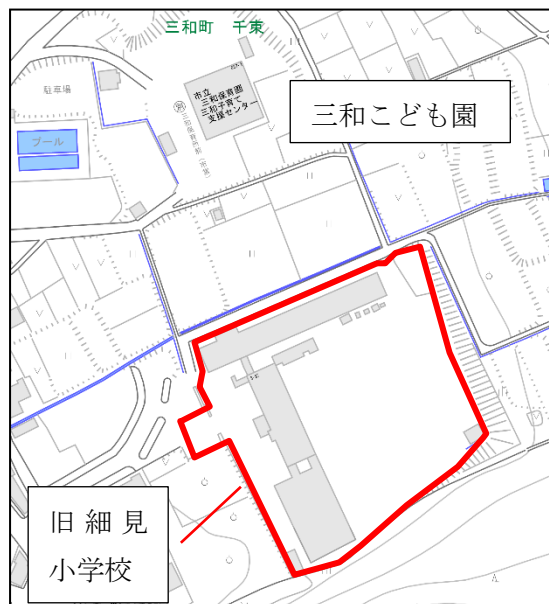 三和町 千束
駐車場
市立
三和保育園
三和子育て
支援センター
三和こども園
プール
旧細見
小学校